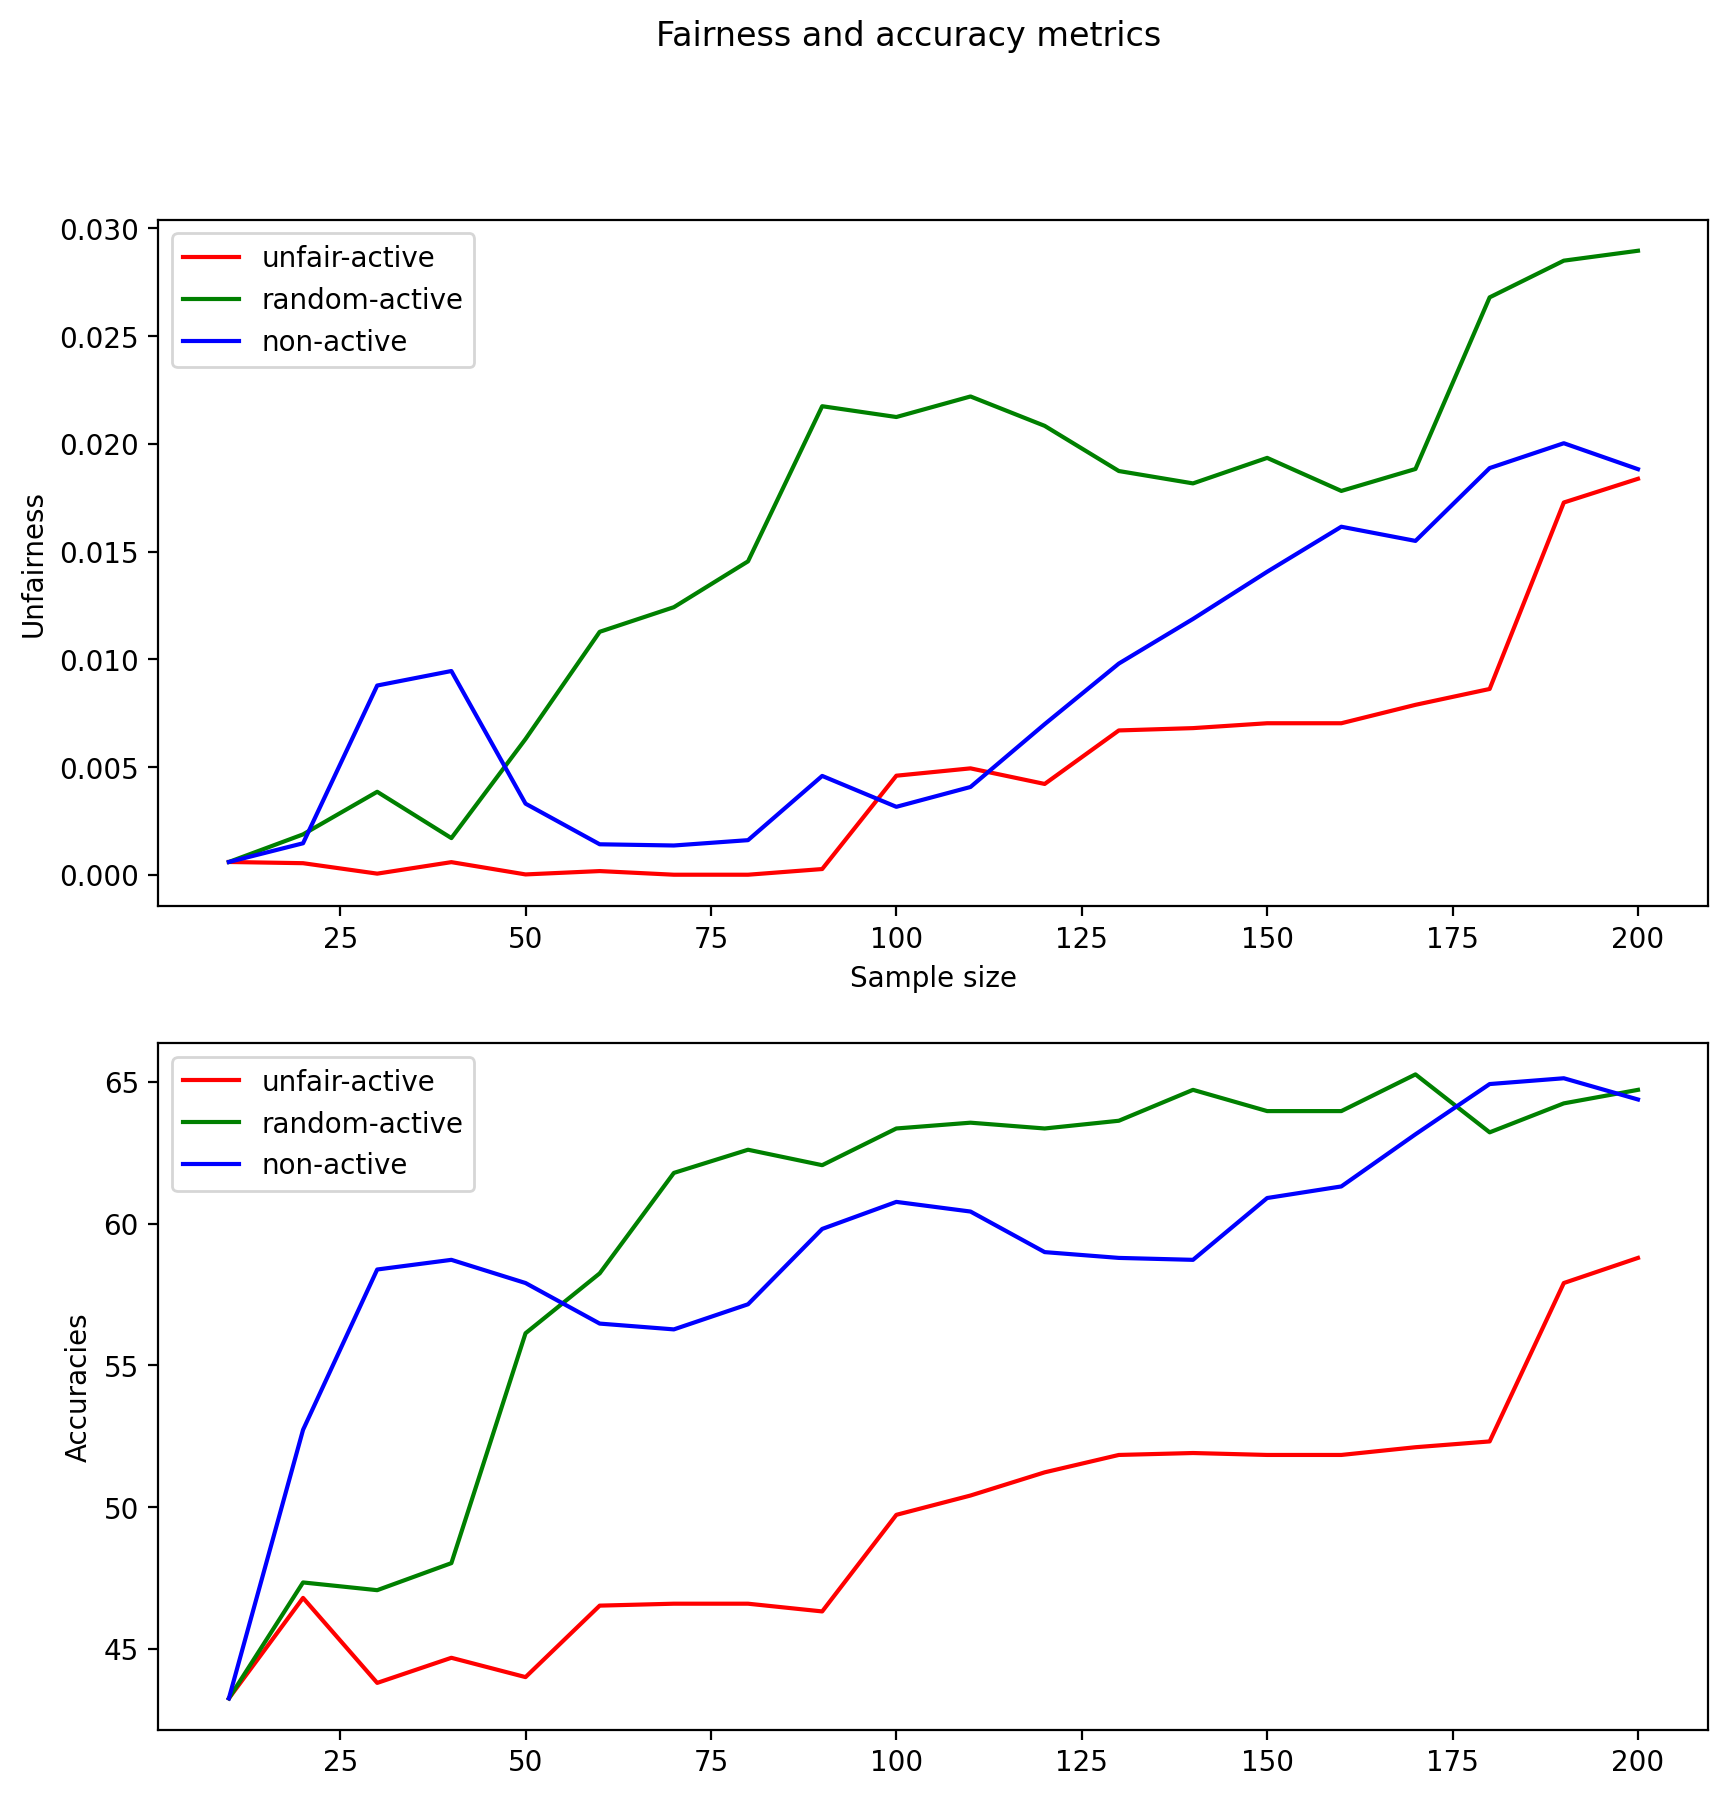 Fairness and accuracy metrics
0.030
0.025
0.020
0.015
0.010
0.005
0.000
Unfairness
unfair-active
random-active
non-active
25 50 75 100 125 150 175 200
Sample size
65
60
55
50
45
Accuracies
unfair-active
random-active
non-active
25 50 75 100 125 150 175 200